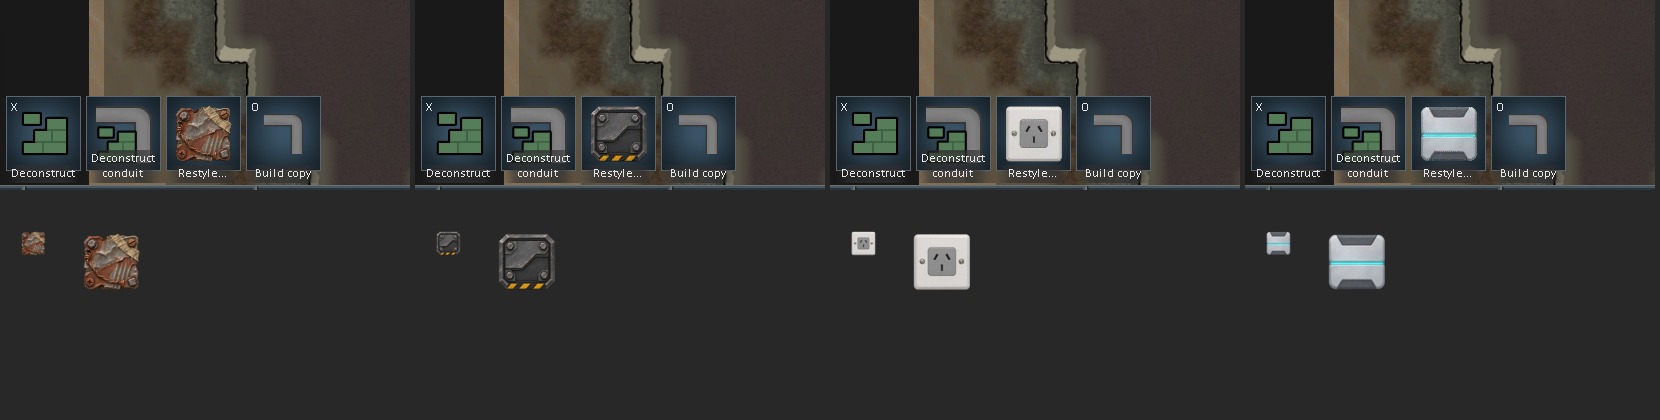 X O X O X O X O
Deconstruct Deconstruct Deconstruct Deconstruct
Deconstruct conduit Restyle... Build copy Deconstruct conduit Restyle... Build copy Deconstruct conduit Restyle... Build copy Deconstruct conduit Restyle... Build copy